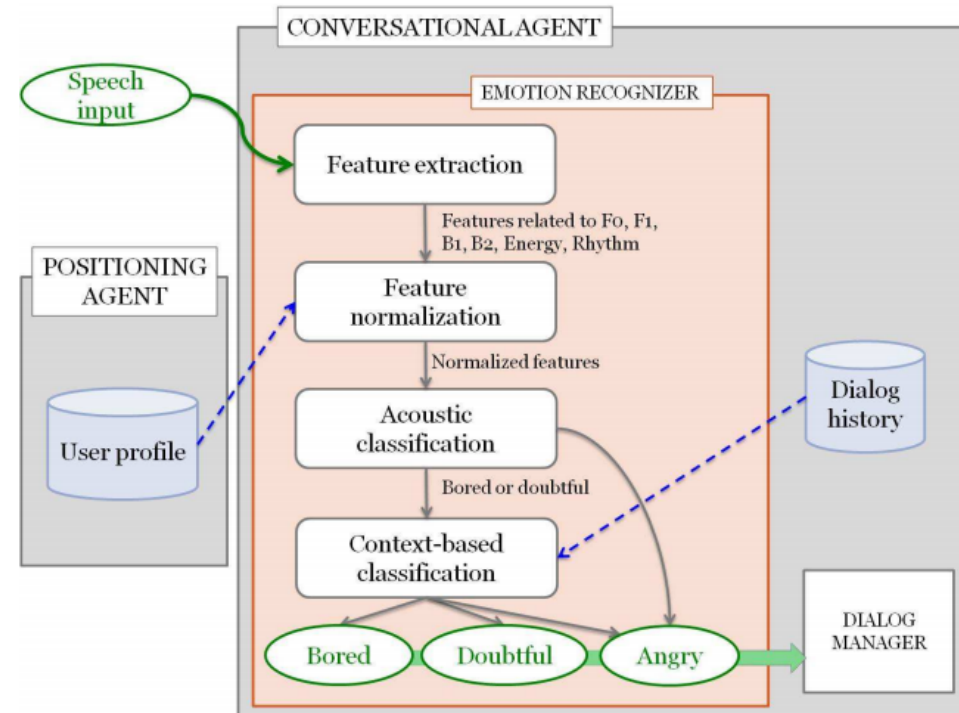 CONVERSATIONAL AGENT
Speech
input
EMOTION RECOGNIZER
Feature extraction
Features related to F0, F1,
B1, B2, Energy, Rhythm
POSITIONING
AGENT
Feature
normalization
Normalized features
User profile
Acoustic
classification
Dialog
history
Bored or doubtful
Context-based
classification
Bored
Doubtful
Angry
DIALOG
MANAGER